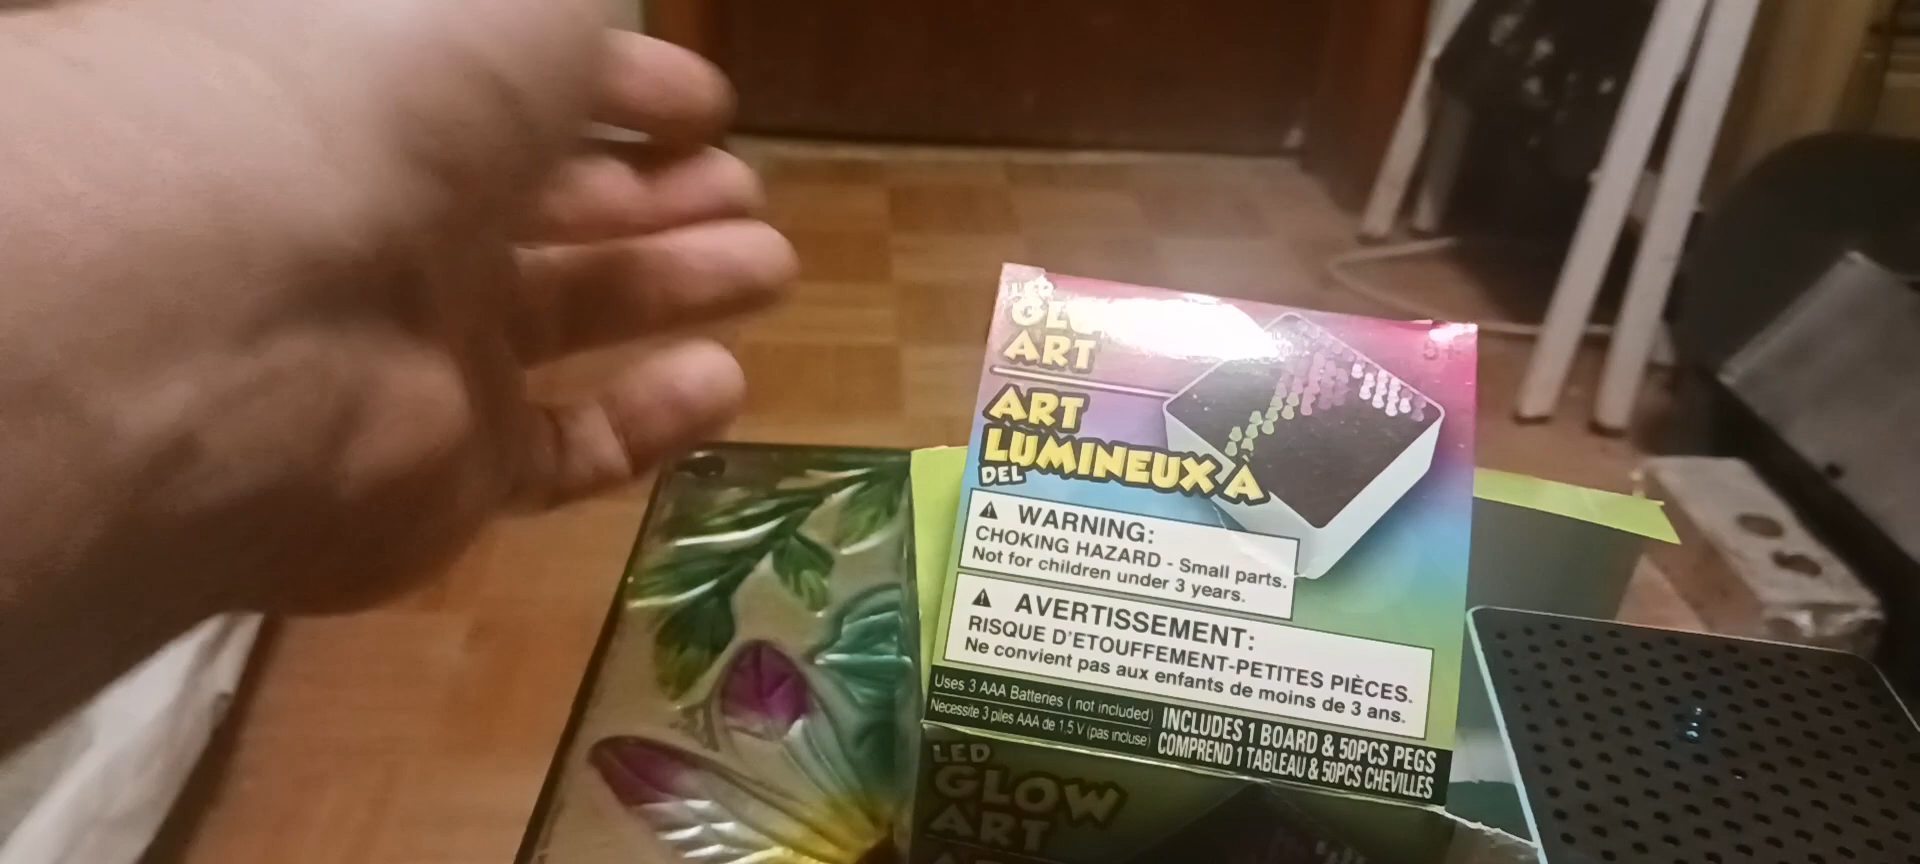 LED
GLOW
ART
ART
LUMINEUX À
DEL
WARNING:
CHOKING HAZARD - Small parts.
Not for children under 3 years.
AVERTISSEMENT:
RISQUE D'ETOUFFEMENT-PETITES PIÈCES.
Ne convient pas aux enfants de moins de 3 ans.
Uses 3 AAA Batteries ( not included)
Necessite 3 piles AAA de 1,5 V (pas incluse)
INCLUDES 1 BOARD & 50PCS PEGS
COMPREND 1 TABLEAU & 50PCS CHEVILLES
LED
GLOW
ART